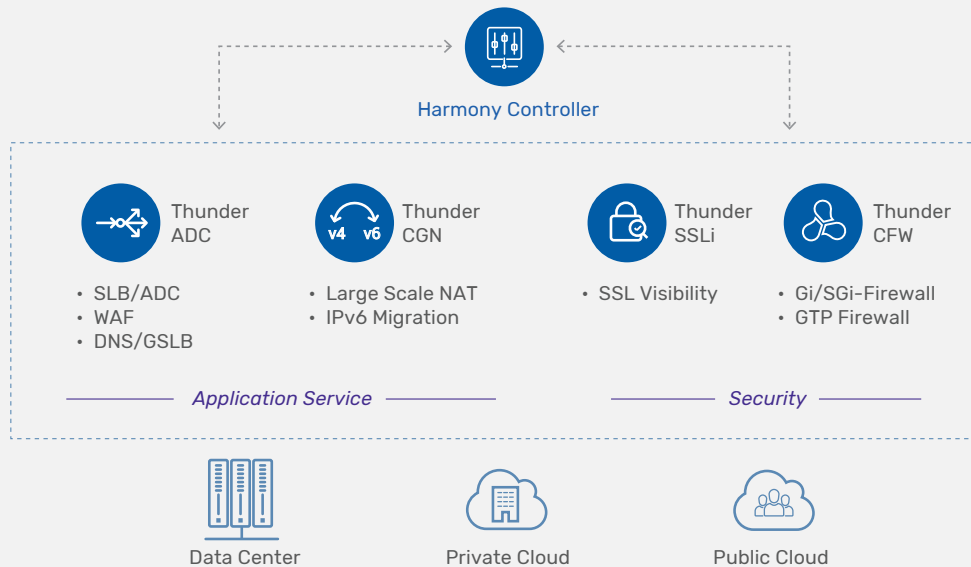 Harmony Controller
Thunder
ADC
• SLB/ADC
• WAF
• DNS/GSLB
v4 v6
Thunder
CGN
• Large Scale NAT
• IPv6 Migration
Application Service
Thunder
SSLi
• SSL Visibility
Thunder
CFW
• Gi/SGi-Firewall
• GTP Firewall
Security
Data Center
Private Cloud
Public Cloud